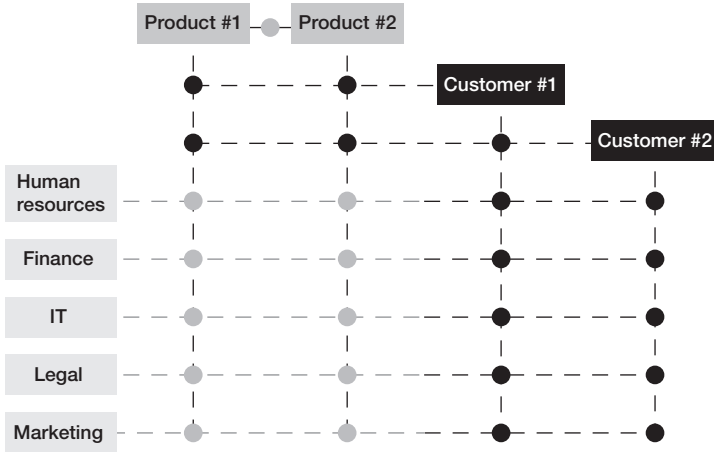 Product #1
Product #2
Customer #1
Customer #2
Human
resources
Finance
IT
Legal
Marketing